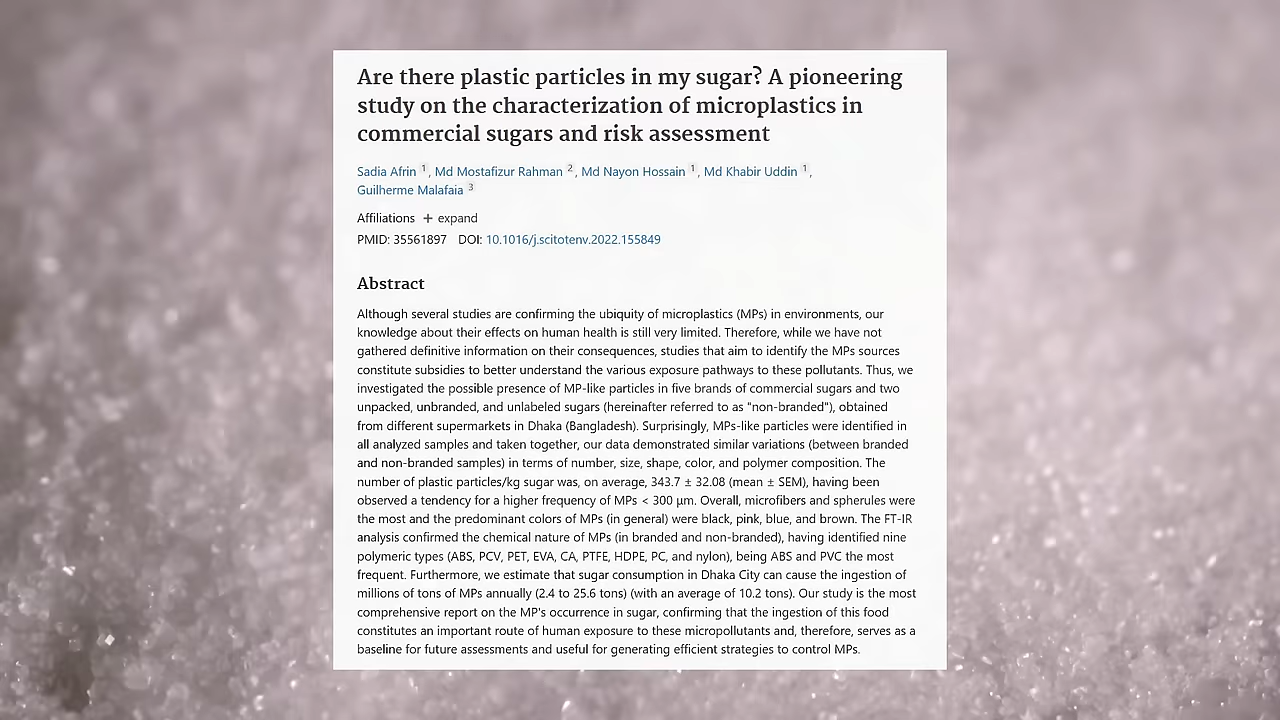 Are there plastic particles in my sugar? A pioneering
study on the characterization of microplastics in
commercial sugars and risk assessment
Sadia Afrin 1, Md Mostafizur Rahman 2, Md Nayon Hossain 1, Md Khabir Uddin 1,
Guilherme Malafaia 3
Affiliations + expand
PMID: 35561897 DOI: 10.1016/j.scitotenv.2022.155849
Abstract
Although several studies are confirming the ubiquity of microplastics (MPs) in environments, our
knowledge about their effects on human health is still very limited. Therefore, while we have not
gathered definitive information on their consequences, studies that aim to identify the MPs sources
constitute subsidies to better understand the various exposure pathways to these pollutants. Thus, we
investigated the possible presence of MP-like particles in five brands of commercial sugars and two
unpacked, unbranded, and unlabeled sugars (hereinafter referred to as "non-branded"), obtained
from different supermarkets in Dhaka (Bangladesh). Surprisingly, MPs-like particles were identified in
all analyzed samples and taken together, our data demonstrated similar variations (between branded
and non-branded samples) in terms of number, size, shape, color, and polymer composition. The
number of plastic particles/kg sugar was, on average, 343.7 ± 32.08 (mean ± SEM), having been
observed a tendency for a higher frequency of MPs < 300 μm. Overall, microfibers and spherules were
the most and the predominant colors of MPs (in general) were black, pink, blue, and brown. The FT-IR
analysis confirmed the chemical nature of MPs (in branded and non-branded), having identified nine
polymeric types (ABS, PCV, PET, EVA, CA, PTFE, HDPE, PC, and nylon), being ABS and PVC the most
frequent. Furthermore, we estimate that sugar consumption in Dhaka City can cause the ingestion of
millions of tons of MPs annually (2.4 to 25.6 tons) (with an average of 10.2 tons). Our study is the most
comprehensive report on the MP's occurrence in sugar, confirming that the ingestion of this food
constitutes an important route of human exposure to these micropollutants and, therefore, serves as a
baseline for future assessments and useful for generating efficient strategies to control MPs.